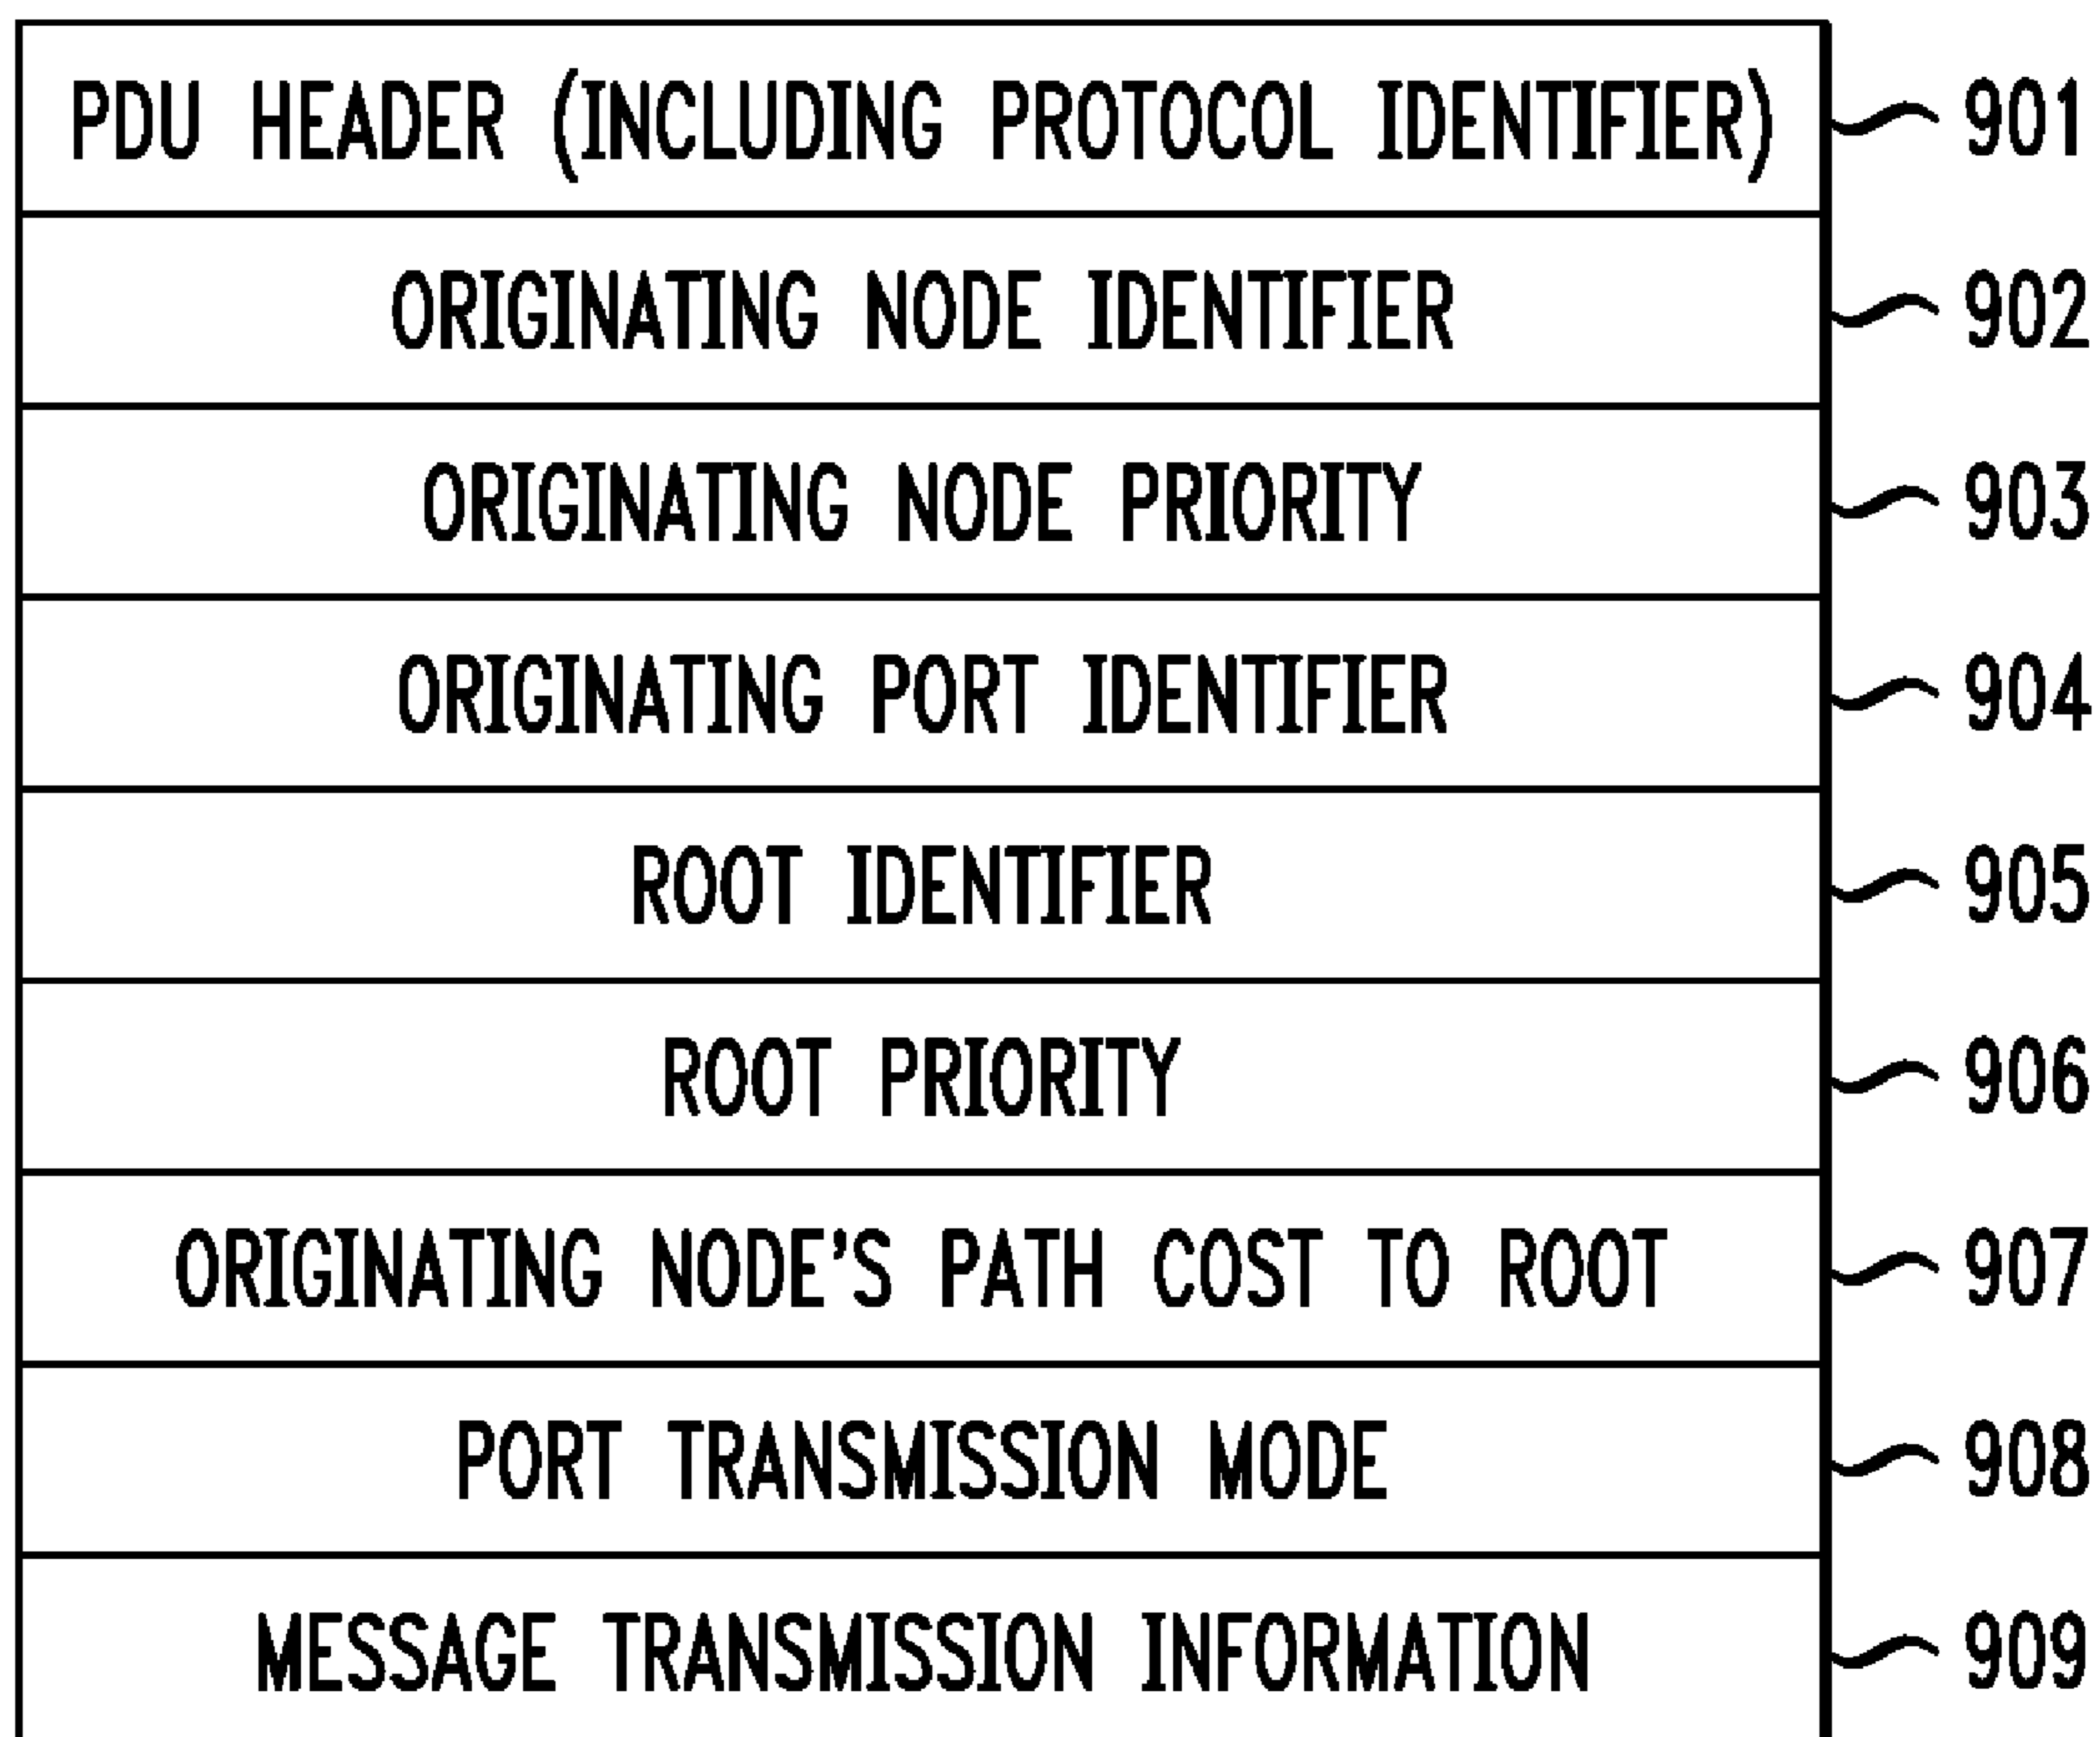 PDU HEADER (INCLUDING PROTOCOL IDENTIFIER) 901
ORIGINATING NODE IDENTIFIER 902
ORIGINATING NODE PRIORITY 903
ORIGINATING PORT IDENTIFIER 904
ROOT IDENTIFIER 905
ROOT PRIORITY 906
ORIGINATING NODE'S PATH COST TO ROOT 907
PORT TRANSMISSION MODE 908
MESSAGE TRANSMISSION INFORMATION 909